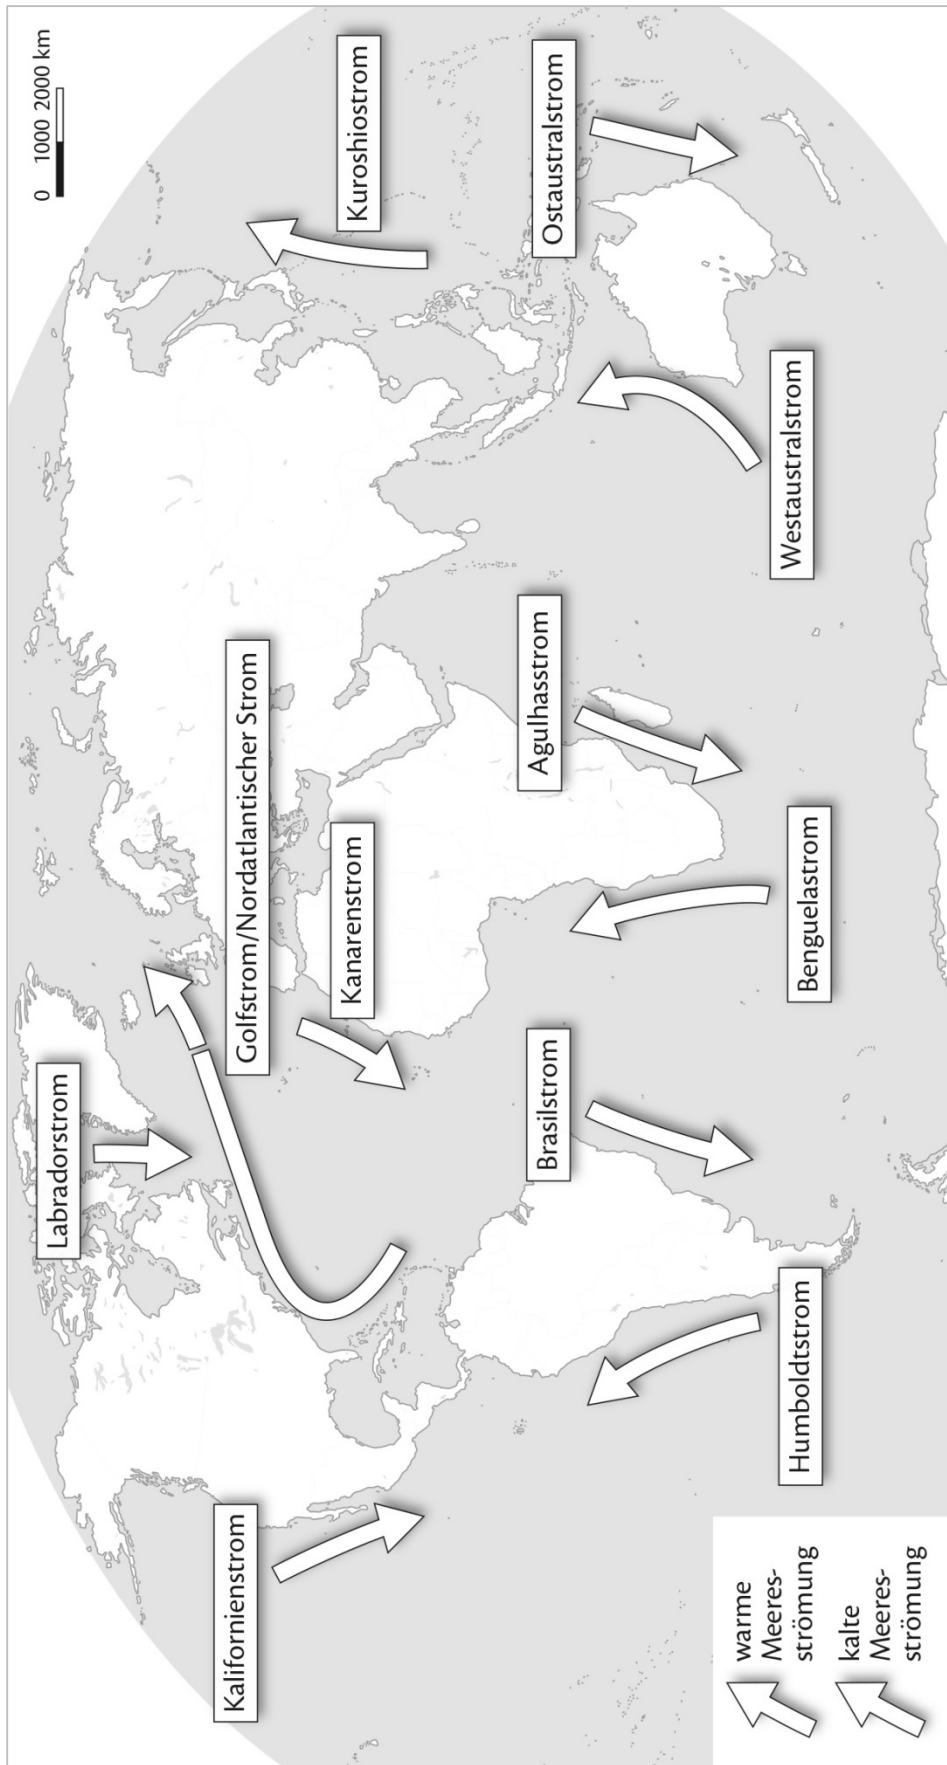 0 1000 2000 km
Labradorstrom
Kalifornienstrom
Golfstrom/Nordatlantischer Strom
Kanarenstrom
Kuroshiostrom
Brasilstrom
Agulhasstrom
Ostaustralstrom
Humboldtstrom
Benguelastrom
Westaustralstrom
warme
Meeres-
strömung
kalte
Meeres-
strömung